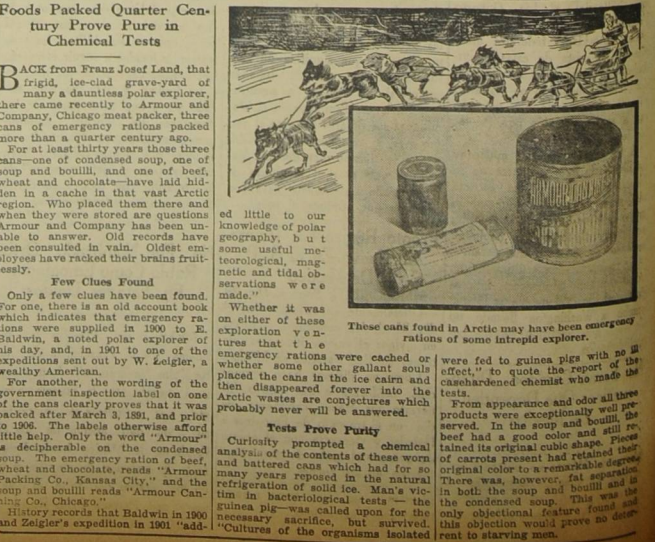 Foods Packed Quarter Cen-
tury Prove Pure in
Chemical Tests
BACK from Franz Josef Land, that
frigid, ice-clad grave-yard of
many a dauntless polar explorer,
there came recently to Armour and
Company, Chicago meat packer, three
cans of emergency rations packed
more than a quarter century ago.
For at least thirty years those three
cans—one of condensed soup, one of
soup and bouilli, and one of beef,
wheat and chocolate—have laid hid-
den in a cache in that vast Arctic
region. Who placed them there and
when they were stored are questions
Armour and Company has been un-
able to answer. Old records have
been consulted in vain. Oldest em-
ployees have racked their brains fruit-
lessly.
Few Clues Found
Only a few clues have been found.
For one, there is an old account book
which indicates that emergency ra-
tions were supplied in 1900 to E.
Baldwin, a noted polar explorer of
his day, and, in 1901 to one of the
expeditions sent out by W. Zeigler, a
wealthy American.
For another, the wording of the
government inspection label on one
of the cans clearly proves that it was
packed after March 3, 1891, and prior
to 1906. The labels otherwise afford
little help. Only the word "Armour"
is decipherable on the condensed
soup. The emergency ration of beef,
wheat and chocolate, reads "Armour
Packing Co., Kansas City," and the
soup and bouilli reads "Armour Can-
ning Co., Chicago."
History records that Baldwin in 1900
and Zeigler's expedition in 1901 "add-
ed little to our
knowledge of polar
geography, but
some useful me-
teorological, mag-
netic and tidal ob-
servations were
made."
Whether it was
on either of these
exploration ven-
tures that the
emergency rations were cached or
whether some other gallant souls
placed the cans in the ice cairn and
then disappeared forever into the
Arctic wastes are conjectures which
probably never will be answered.
Tests Prove Purity
Curiosity prompted a chemical
analysis of the contents of these worn
and battered cans which had for so
many years reposed in the natural
refrigeration of solid ice. Man's vic-
tim in bacteriological tests — the
guinea pig—was called upon for the
necessary sacrifice, but survived.
"Cultures of the organisms isolated
ARMOUR CANNING
These cans found in Arctic may have been emergency
rations of some intrepid explorer.
were fed to guinea pigs with no ill
effect," to quote the report of the
casehardened chemist who made the
tests.
From appearance and odor all three
products were exceptionally well pre-
served. In the soup and bouilli, the
beef had a good color and still re-
tained its original cubic shape. Pieces
of carrots present had retained their
original color to a remarkable degree.
There was, however, fat separation
in both the soup and bouilli and in
the condensed soup. This was the
only objectional feature found and
this objection would prove no deter-
rent to starving men.